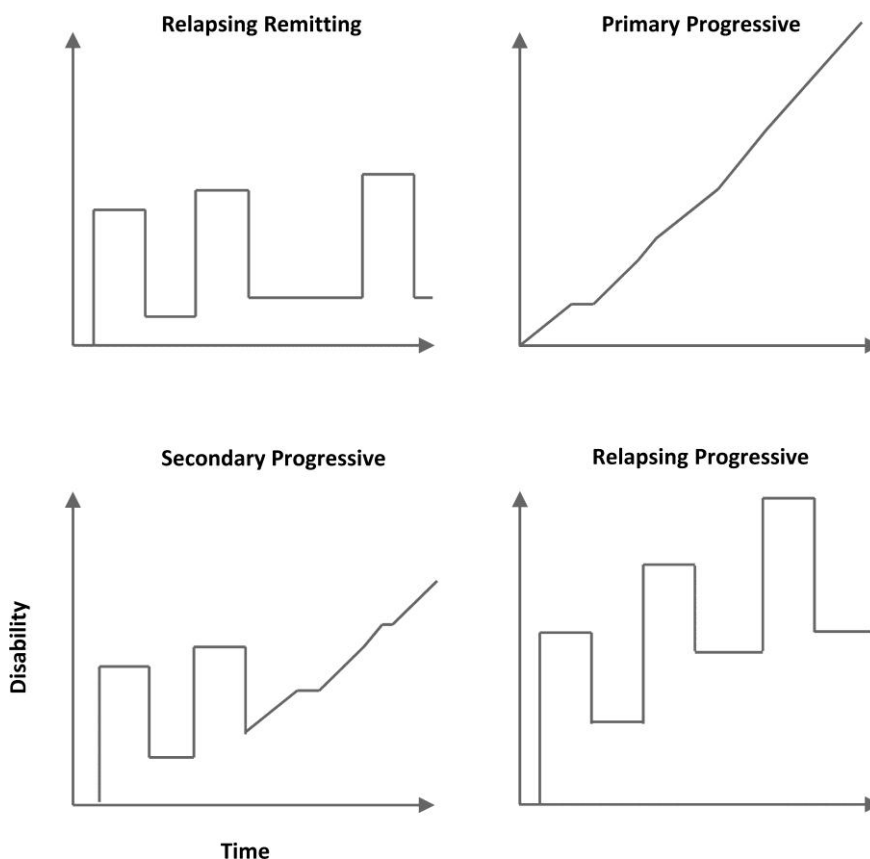 Relapsing Remitting
Primary Progressive
Secondary Progressive
Relapsing Progressive
Disability
Time